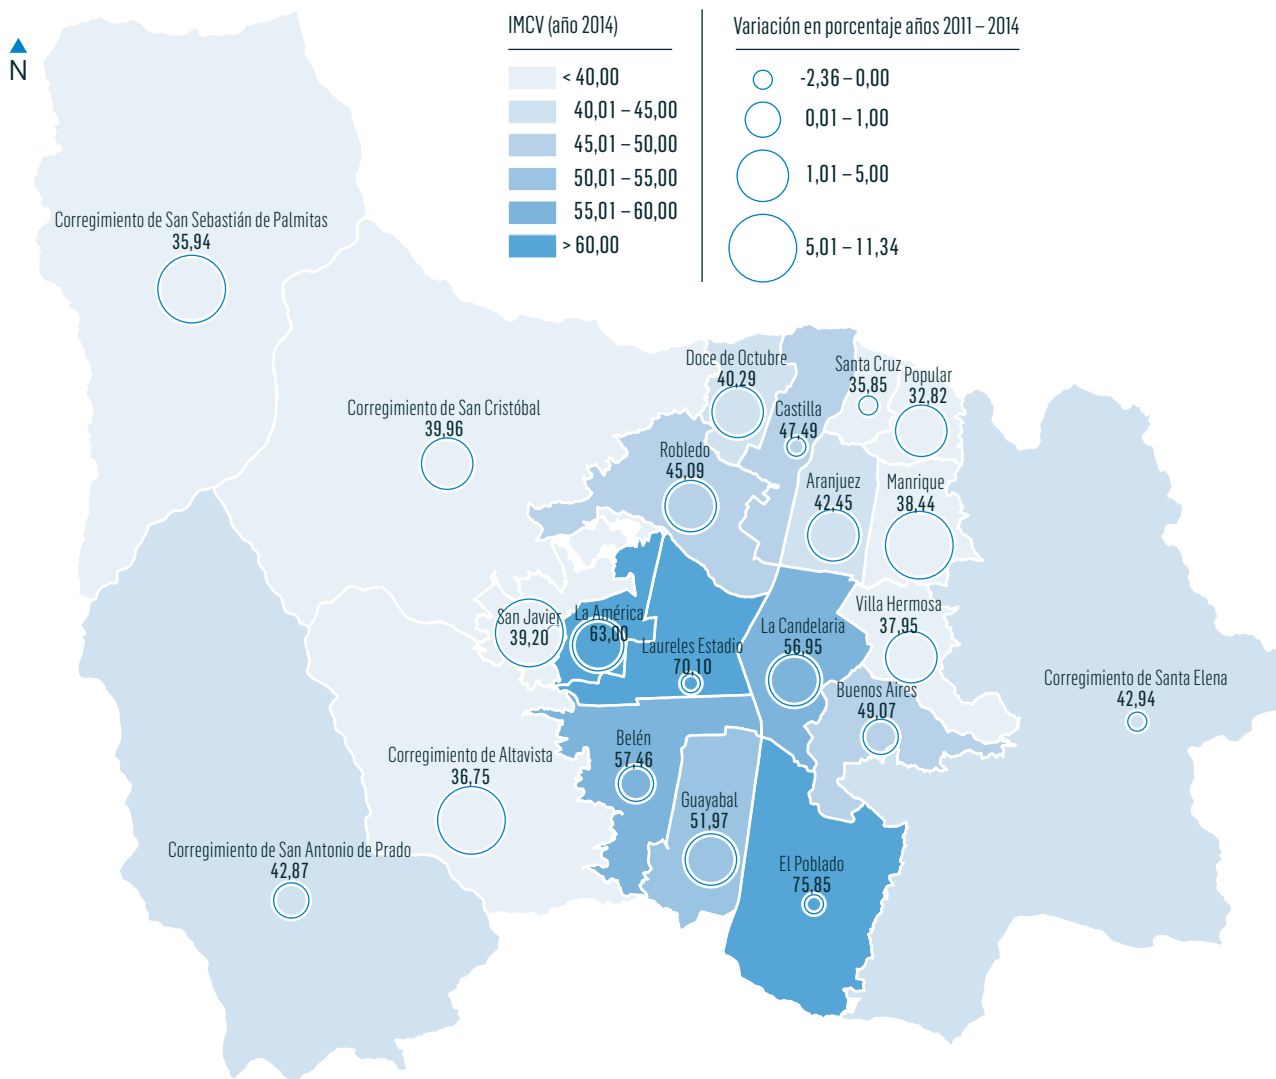 IMCV (año 2014)
< 40,00
40,01 – 45,00
45,01 – 50,00
50,01 – 55,00
55,01 – 60,00
> 60,00
Variación en porcentaje años 2011 – 2014
-2,36 – 0,00
0,01 – 1,00
1,01 – 5,00
5,01 – 11,34
N
Corregimiento de San Sebastián de Palmitas
35,94
Corregimiento de San Cristóbal
39,96
Doce de Octubre
40,29
Castilla
47,49
Santa Cruz
35,85
Popular
32,82
Robledo
45,09
Aranjuez
42,45
Manrique
38,44
San Javier
39,20
La América
63,00
Laureles Estadio
70,10
La Candelaria
56,95
Villa Hermosa
37,95
Buenos Aires
49,07
Corregimiento de Santa Elena
42,94
Corregimiento de Altavista
36,75
Belén
57,46
Guayabal
51,97
El Poblado
75,85
Corregimiento de San Antonio de Prado
42,87